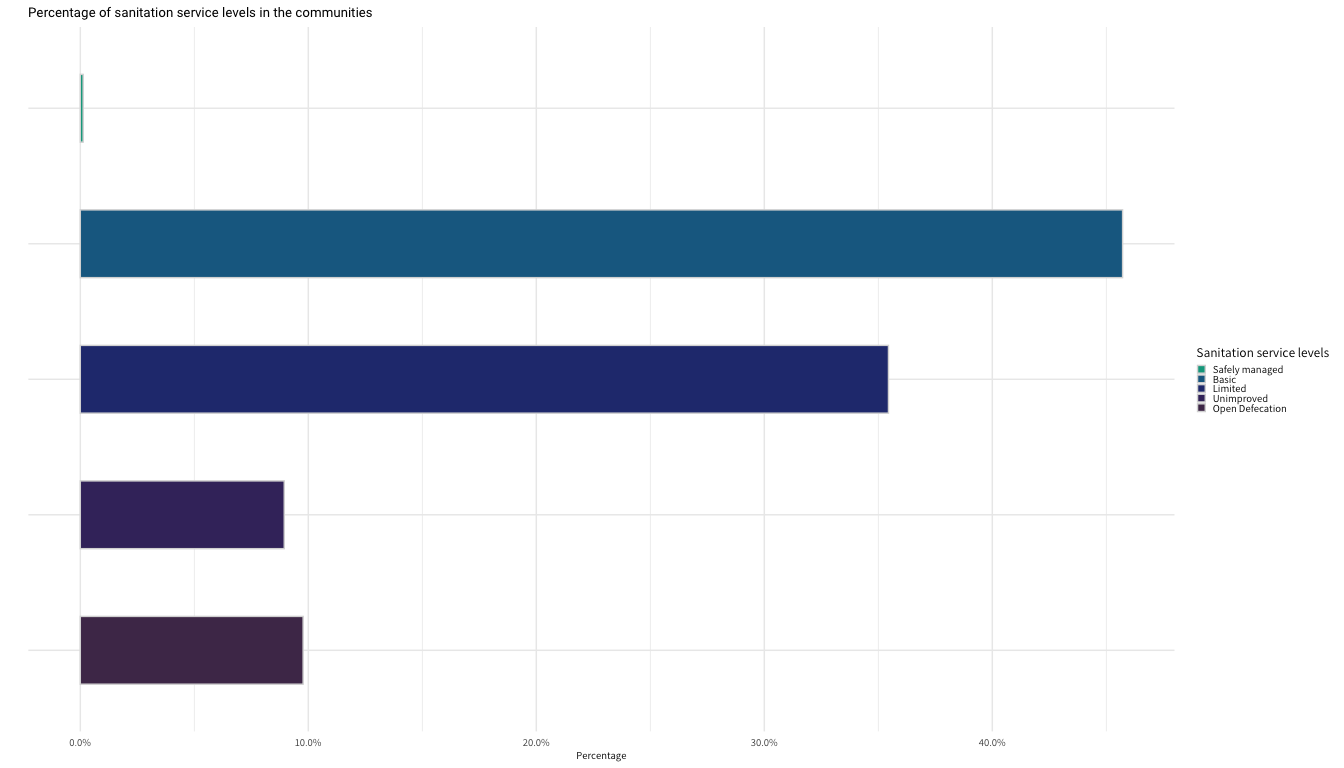 Percentage of sanitation service levels in the communities
Sanitation service levels
Safely managed
Basic
Limited
Unimproved
Open Defecation
0.0% 10.0% 20.0% 30.0% 40.0%
Percentage